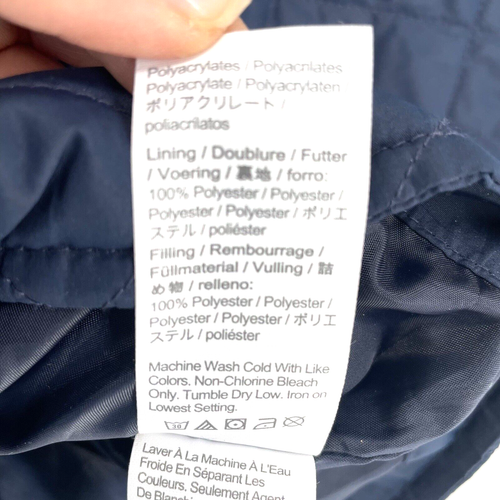 Polyacrylates / Polyacrilates
Polyacrylate / Polyacrylaten
ポリアクリレート /
poliacrilatos
Lining / Doublure / Futter
/ Voering / 裏地 / forro:
100% Polyester / Polyester /
Polyester / Polyester / ポリエ
ステル / poliéster
Filling / Rembourrage /
Füllmaterial / Vulling / 詰
め物 / relleno:
100% Polyester / Polyester /
Polyester / Polyester / ポリエ
ステル / poliéster
Machine Wash Cold With Like
Colors. Non-Chlorine Bleach
Only. Tumble Dry Low. Iron on
Lowest Setting.
30
Laver À La Machine À L'Eau
Froide En Séparant Les
Couleurs, Seulement Agent
De Blanchi